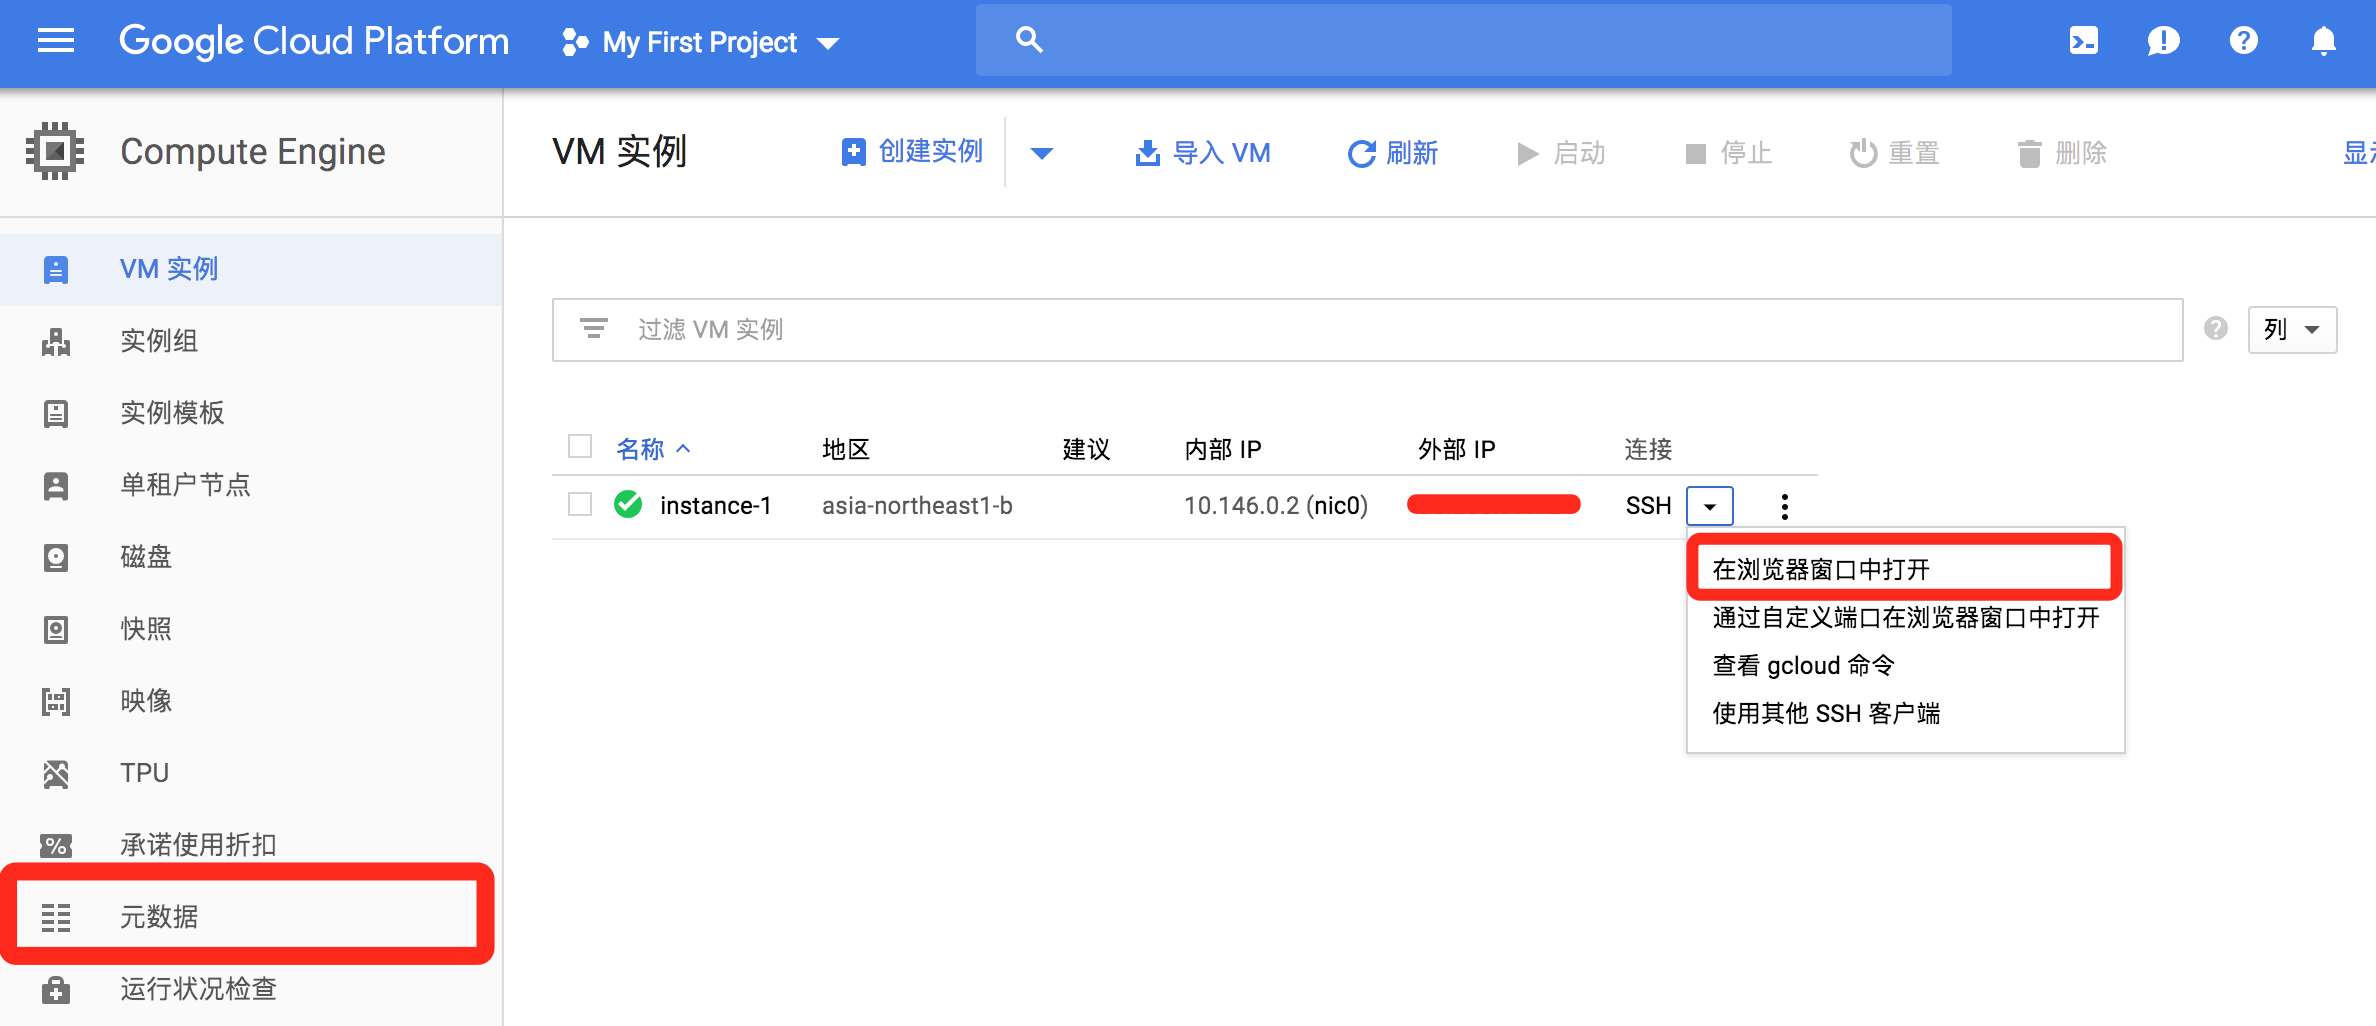 Google Cloud Platform My First Project
Compute Engine
VM 实例 创建实例 导入 VM 刷新 启动 停止 重置 删除
VM 实例
实例组
实例模板
单租户节点
磁盘
快照
映像
TPU
承诺使用折扣
元数据
运行状况检查
过滤 VM 实例 列
名称 地区 建议 内部 IP 外部 IP 连接
instance-1 asia-northeast1-b 10.146.0.2 (nic0) SSH
在浏览器窗口中打开
通过自定义端口在浏览器窗口中打开
查看 gcloud 命令
使用其他 SSH 客户端